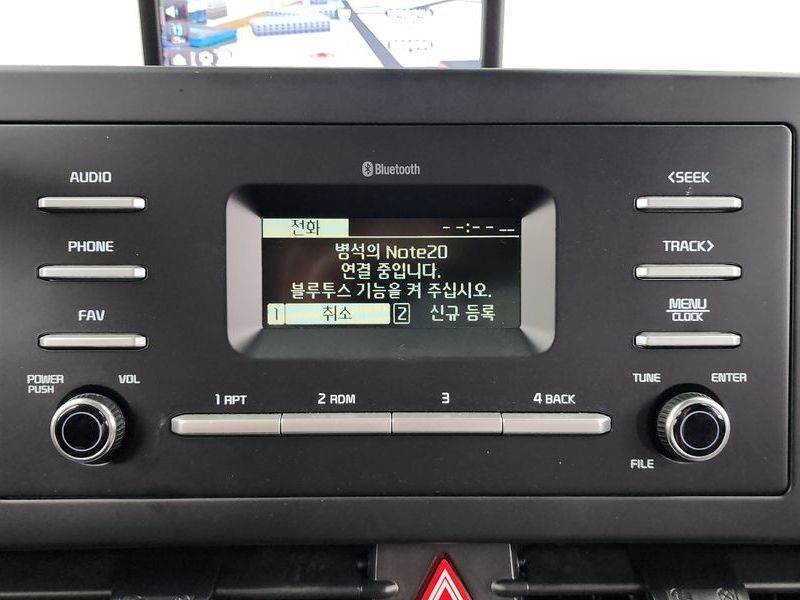 Bluetooth
AUDIO
PHONE
FAV
POWER PUSH
VOL
전화 --:-- --
병석의 Note20
연결 중입니다.
블루투스 기능을 켜 주십시오.
1 취소 2 신규 등록
<SEEK
TRACK>
MENU
CLOCK
TUNE
ENTER
FILE
1 RPT
2 RDM
3
4 BACK